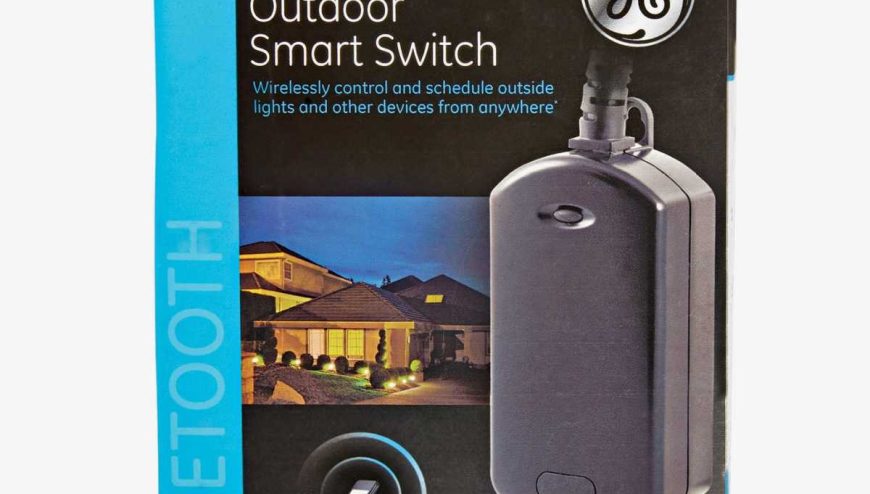 Outdoor
Smart Switch
Wirelessly control and schedule outside
lights and other devices from anywhere*
ETOOTH